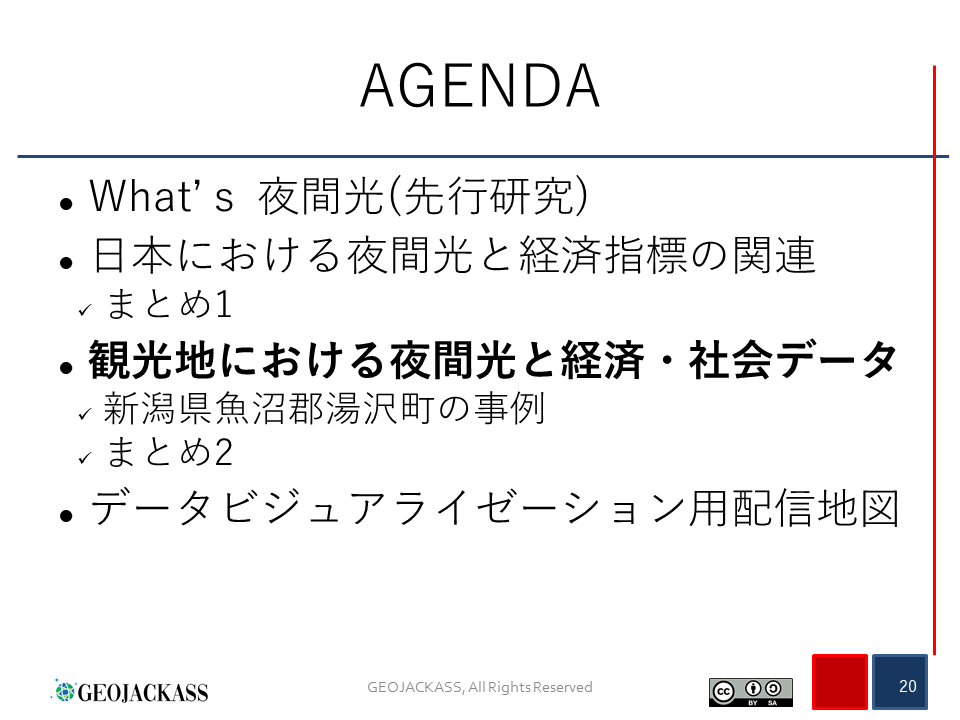 AGENDA
What's 夜間光(先行研究)
日本における夜間光と経済指標の関連
まとめ1
観光地における夜間光と経済・社会データ
新潟県魚沼郡湯沢町の事例
まとめ2
データビジュアライゼーション用配信地図
GEOJACKASS
GEOJACKASS, All Rights Reserved
cc
BY SA
20